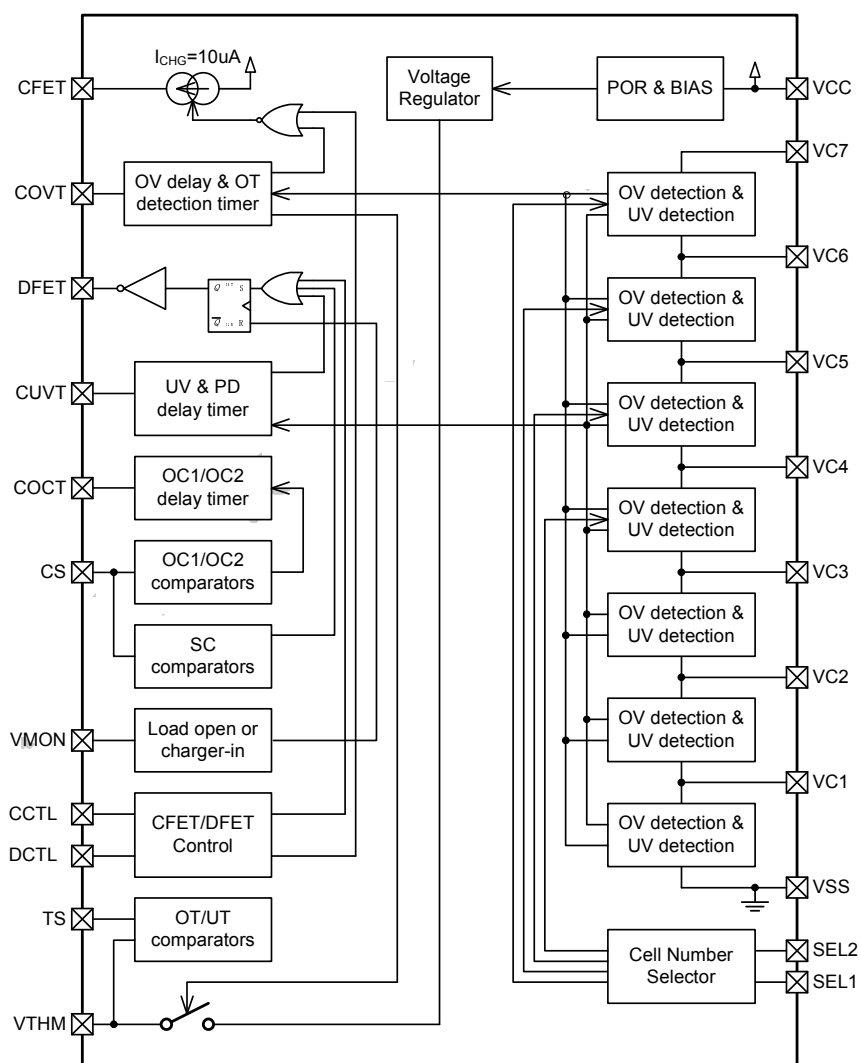 I_CHG=10uA
CFET
Voltage
Regulator
POR & BIAS
VCC
VC7
COVT
OV delay & OT
detection timer
OV detection &
UV detection
VC6
DFET
Q
S
Q
R
OV detection &
UV detection
VC5
CUVT
UV & PD
delay timer
OV detection &
UV detection
VC4
COCT
OC1/OC2
delay timer
OV detection &
UV detection
CS
OC1/OC2
comparators
VC3
SC
comparators
OV detection &
UV detection
VC2
VMON
Load open or
charger-in
OV detection &
UV detection
VC1
CCTL
DCTL
CFET/DFET
Control
OV detection &
UV detection
VSS
TS
OT/UT
comparators
Cell Number
Selector
SEL2
SEL1
VTHM